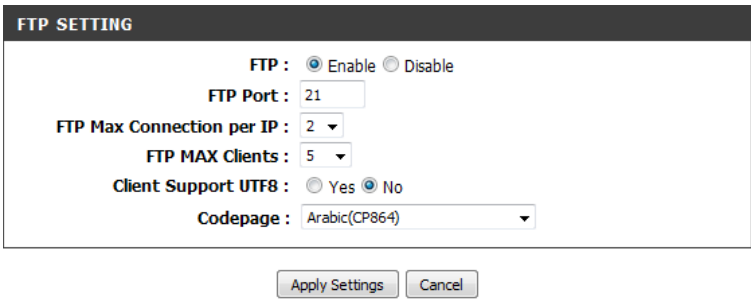 FTP SETTING
FTP : Enable Disable
FTP Port : 21
FTP Max Connection per IP : 2
FTP MAX Clients : 5
Client Support UTF8 : Yes No
Codepage : Arabic(CP864)
Apply Settings Cancel